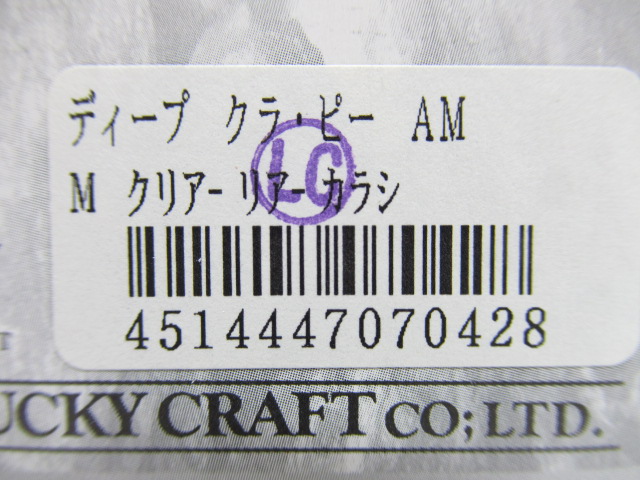 ディープ クラ・ピー AM
LC
M クリアーリアーカラシ
4514447070428
UCKY CRAFT CO; LTD.